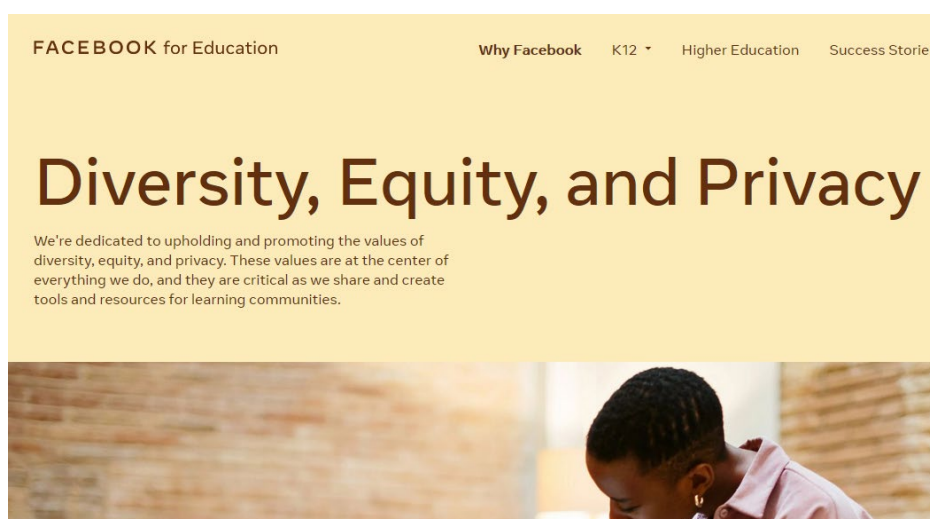 FACEBOOK for Education
Why Facebook K12 Higher Education Success Storie
Diversity, Equity, and Privacy
We're dedicated to upholding and promoting the values of
diversity, equity, and privacy. These values are at the center of
everything we do, and they are critical as we share and create
tools and resources for learning communities.